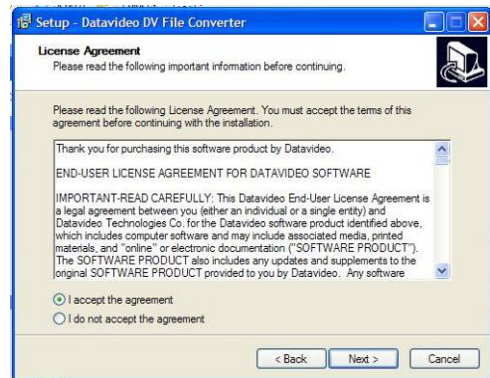 Setup - Datavideo DV File Converter
License Agreement
Please read the following important information before continuing.
Please read the following License Agreement. You must accept the terms of this
agreement before continuing with the installation.
Thank you for purchasing this software product by Datavideo.
END-USER LICENSE AGREEMENT FOR DATAVIDEO SOFTWARE
IMPORTANT-READ CAREFULLY: This Datavideo End-User License Agreement is
a legal agreement between you (either an individual or a single entity) and
Datavideo Technologies Co. for the Datavideo software product identified above,
which includes computer software and may include associated media, printed
materials, and "online" or electronic documentation ("SOFTWARE PRODUCT").
The SOFTWARE PRODUCT also includes any updates and supplements to the
original SOFTWARE PRODUCT provided to you by Datavideo. Any software
I accept the agreement
I do not accept the agreement
< Back Next > Cancel